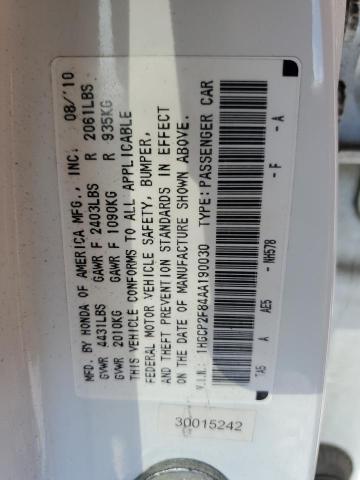 MFD. BY HONDA OF AMERICA MFG., INC. 08/'10
GVWR 4431LBS GAWR F 2403LBS R 2061LBS
GVWR 2010KG GAWR F 1090KG R 935KG
THIS VEHICLE CONFORMS TO ALL APPLICABLE
FEDERAL MOTOR VEHICLE SAFETY, BUMPER,
AND THEFT PREVENTION STANDARDS IN EFFECT
ON THE DATE OF MANUFACTURE SHOWN ABOVE.
V.I.N.: 1HGCP2F84AA190030 TYPE: PASSENGER CAR
TA5 A AE5 - NH578 - F - A
30015242